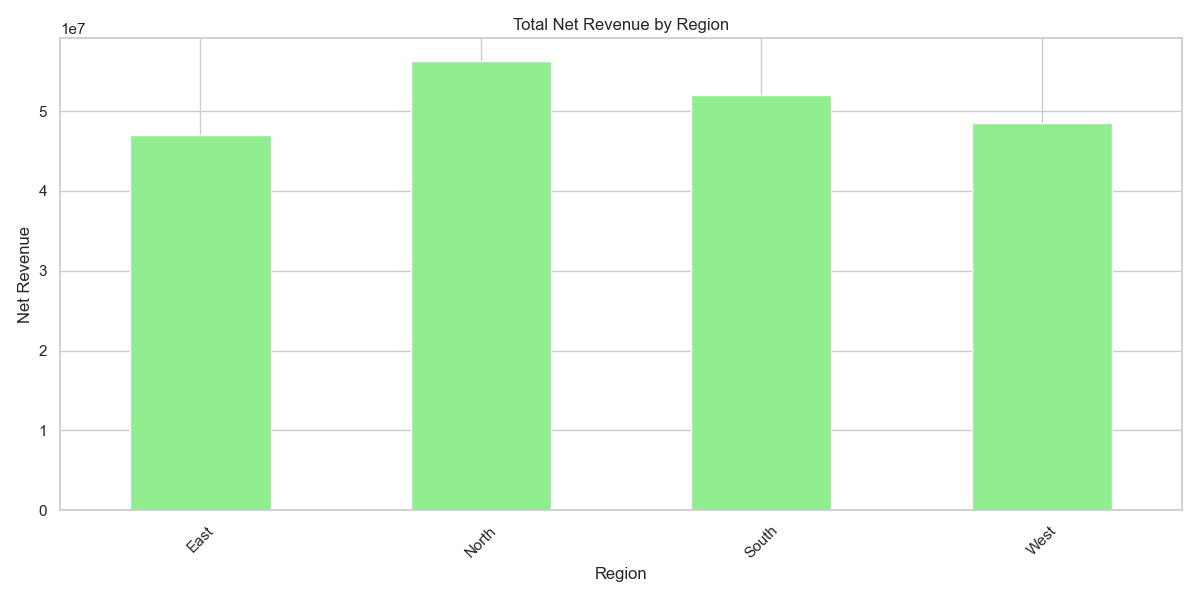 Total Net Revenue by Region
1e7
Net Revenue
5
4
3
2
1
0
East
North
South
West
Region